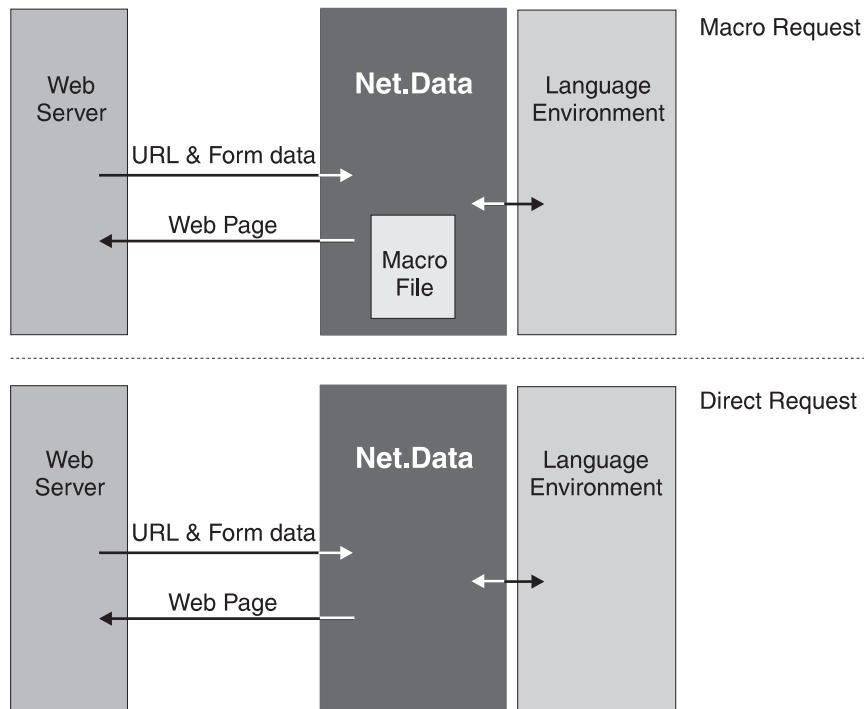 Macro Request
Web
Server
Net.Data
Language
Environment
URL & Form data
Web Page
Macro
File
Direct Request
Web
Server
Net.Data
Language
Environment
URL & Form data
Web Page